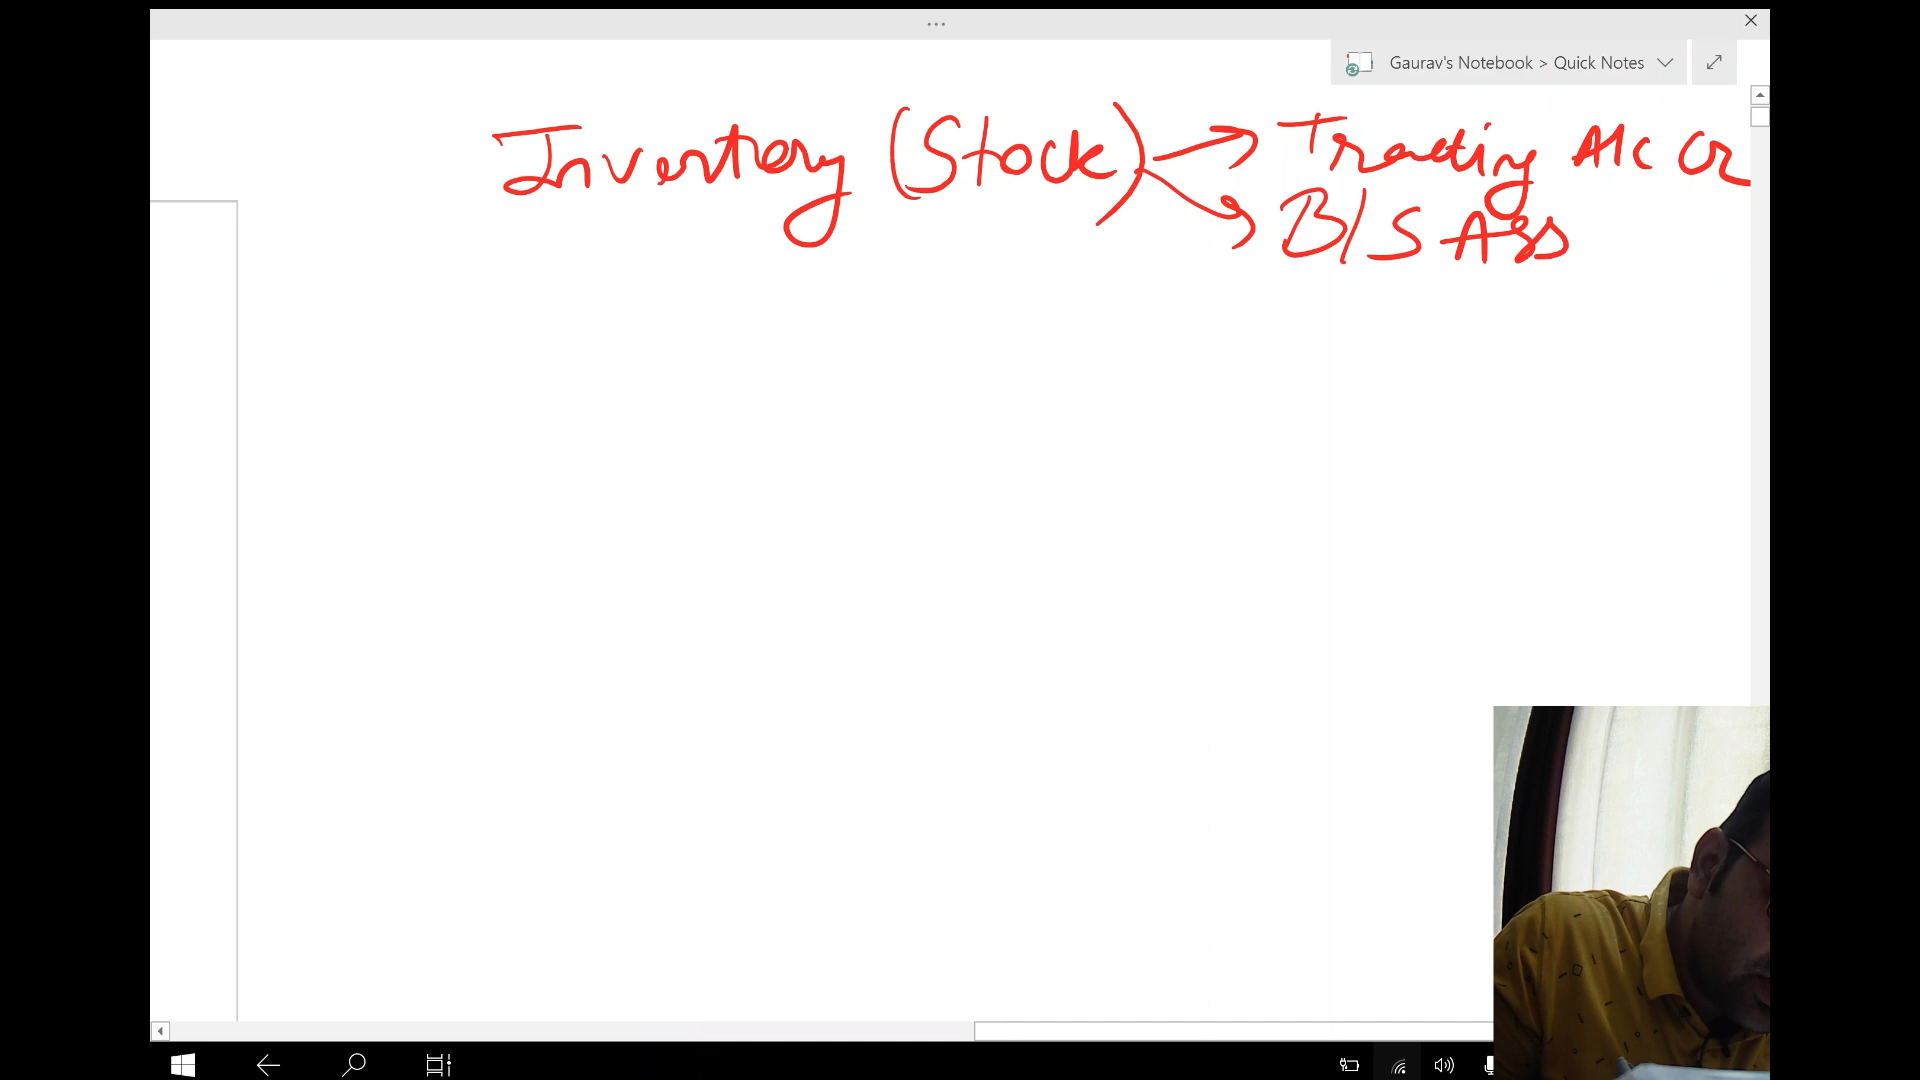 Gaurav's Notebook > Quick Notes
Inventory (Stock) → Trading A/c Cr
B/S Ass